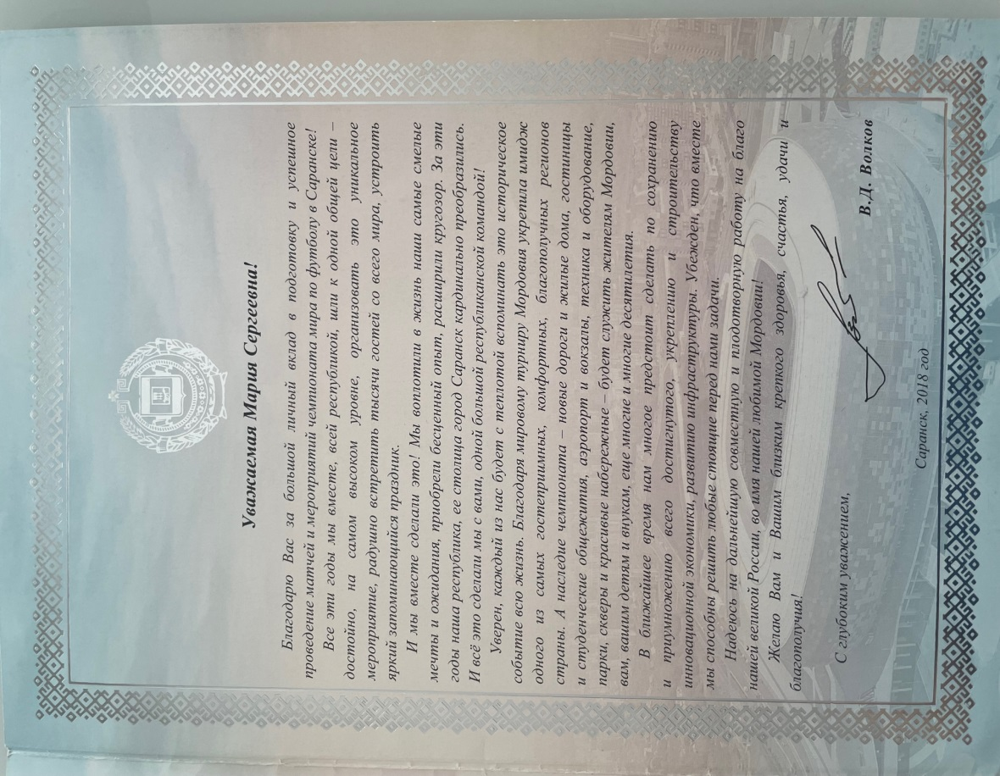 Уважаемая Мария Сергеевна!
Благодарю Вас за большой личный вклад в подготовку и успешное
проведение матчей и мероприятий чемпионата мира по футболу в Саранске!
Все эти годы мы вместе, всей республикой, шли к одной общей цели –
достойно, на самом высоком уровне, организовать это уникальное
мероприятие, радушно встретить тысячи гостей со всего мира, устроить
яркий запоминающийся праздник.
И мы вместе сделали это! Мы воплотили в жизнь наши самые смелые
мечты и ожидания, приобрели бесценный опыт, расширили кругозор. За эти
годы наша республика, ее столица город Саранск кардинально преобразились.
И всё это сделали мы с вами, одной большой республиканской командой!
Уверен, каждый из нас будет с теплотой вспоминать это историческое
событие всю жизнь. Благодаря мировому турниру Мордовия укрепила имидж
одного из самых гостеприимных, комфортных, благополучных регионов
страны. А наследие чемпионата – новые дороги и жилые дома, гостиницы
и студенческие общежития, аэропорт и вокзалы, техника и оборудование,
парки, скверы и красивые набережные – будет служить жителям Мордовии,
вам, вашим детям и внукам, еще многие и многие десятилетия.
В ближайшее время нам многое предстоит сделать по сохранению
и приумножению всего достигнутого, укреплению и строительству
инновационной экономики, развитию инфраструктуры. Убежден, что вместе
мы способны решить любые стоящие перед нами задачи.
Надеюсь на дальнейшую совместную и плодотворную работу на благо
нашей великой России, во имя нашей любимой Мордовии!
Желаю Вам и Вашим близким крепкого здоровья, счастья, удачи и
благополучия!
С глубоким уважением,
В.Д. Волков
Саранск, 2018 год